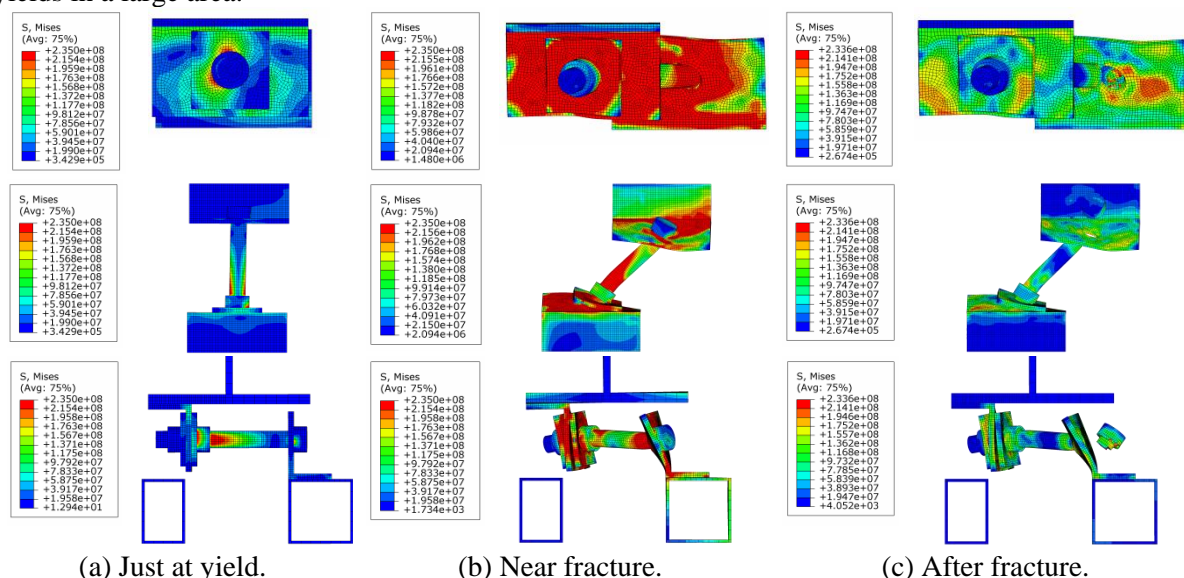 yields in a large area.
S, Mises
(Avg: 75%)
+2.350e+08
+2.154e+08
+1.959e+08
+1.763e+08
+1.568e+08
+1.372e+08
+1.177e+08
+9.812e+07
+7.856e+07
+5.901e+07
+3.945e+07
+1.990e+07
+3.429e+05
S, Mises
(Avg: 75%)
+2.350e+08
+2.155e+08
+1.961e+08
+1.766e+08
+1.572e+08
+1.377e+08
+1.182e+08
+9.878e+07
+7.932e+07
+5.986e+07
+4.040e+07
+2.094e+07
+1.480e+06
S, Mises
(Avg: 75%)
+2.336e+08
+2.141e+08
+1.947e+08
+1.752e+08
+1.558e+08
+1.363e+08
+1.169e+08
+9.747e+07
+7.803e+07
+5.859e+07
+3.915e+07
+1.971e+07
+2.674e+05
S, Mises
(Avg: 75%)
+2.350e+08
+2.154e+08
+1.959e+08
+1.763e+08
+1.568e+08
+1.372e+08
+1.177e+08
+9.812e+07
+7.856e+07
+5.901e+07
+3.945e+07
+1.990e+07
+3.429e+05
S, Mises
(Avg: 75%)
+2.350e+08
+2.156e+08
+1.962e+08
+1.768e+08
+1.574e+08
+1.380e+08
+1.185e+08
+9.914e+07
+7.973e+07
+6.032e+07
+4.091e+07
+2.150e+07
+2.094e+06
S, Mises
(Avg: 75%)
+2.336e+08
+2.141e+08
+1.947e+08
+1.752e+08
+1.558e+08
+1.363e+08
+1.169e+08
+9.747e+07
+7.803e+07
+5.859e+07
+3.915e+07
+1.971e+07
+2.674e+05
S, Mises
(Avg: 75%)
+2.350e+08
+2.154e+08
+1.958e+08
+1.763e+08
+1.567e+08
+1.371e+08
+1.175e+08
+9.792e+07
+7.833e+07
+5.875e+07
+3.917e+07
+1.958e+07
+1.294e+01
S, Mises
(Avg: 75%)
+2.350e+08
+2.154e+08
+1.958e+08
+1.763e+08
+1.567e+08
+1.371e+08
+1.175e+08
+9.792e+07
+7.833e+07
+5.875e+07
+3.917e+07
+1.958e+07
+1.734e+03
S, Mises
(Avg: 75%)
+2.336e+08
+2.141e+08
+1.946e+08
+1.752e+08
+1.557e+08
+1.362e+08
+1.168e+08
+9.732e+07
+7.785e+07
+5.839e+07
+3.893e+07
+1.947e+07
+4.052e+03
(a) Just at yield.
(b) Near fracture.
(c) After fracture.